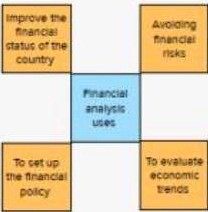 Improve the
financial
status of the
country
Avoiding
financial
risks
Financial
analysis
uses
To set up
the financial
policy
To evaluate
economic
trends